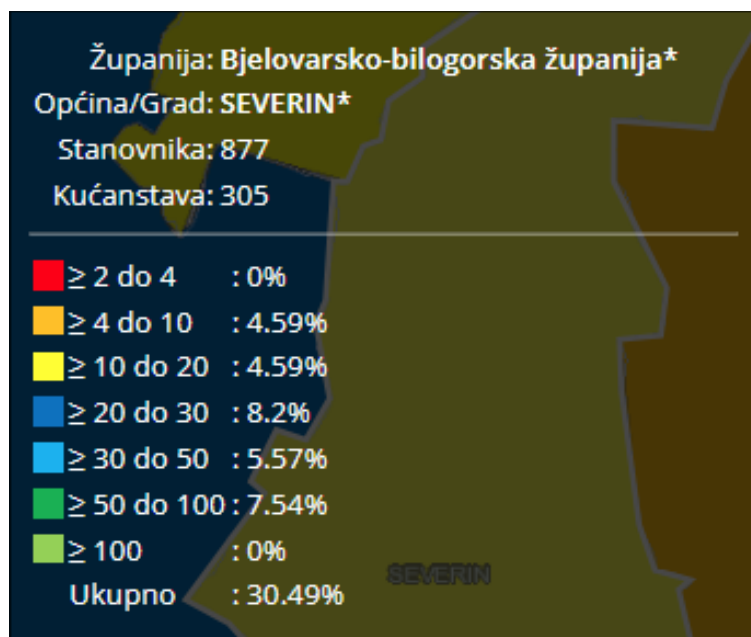 Županija: Bjelovarsko-bilogorska županija*
Općina/Grad: SEVERIN*
Stanovnika: 877
Kućanstava: 305
≥ 2 do 4 : 0%
≥ 4 do 10 : 4.59%
≥ 10 do 20 : 4.59%
≥ 20 do 30 : 8.2%
≥ 30 do 50 : 5.57%
≥ 50 do 100 : 7.54%
≥ 100 : 0%
SEVERIN
Ukupno : 30.49%